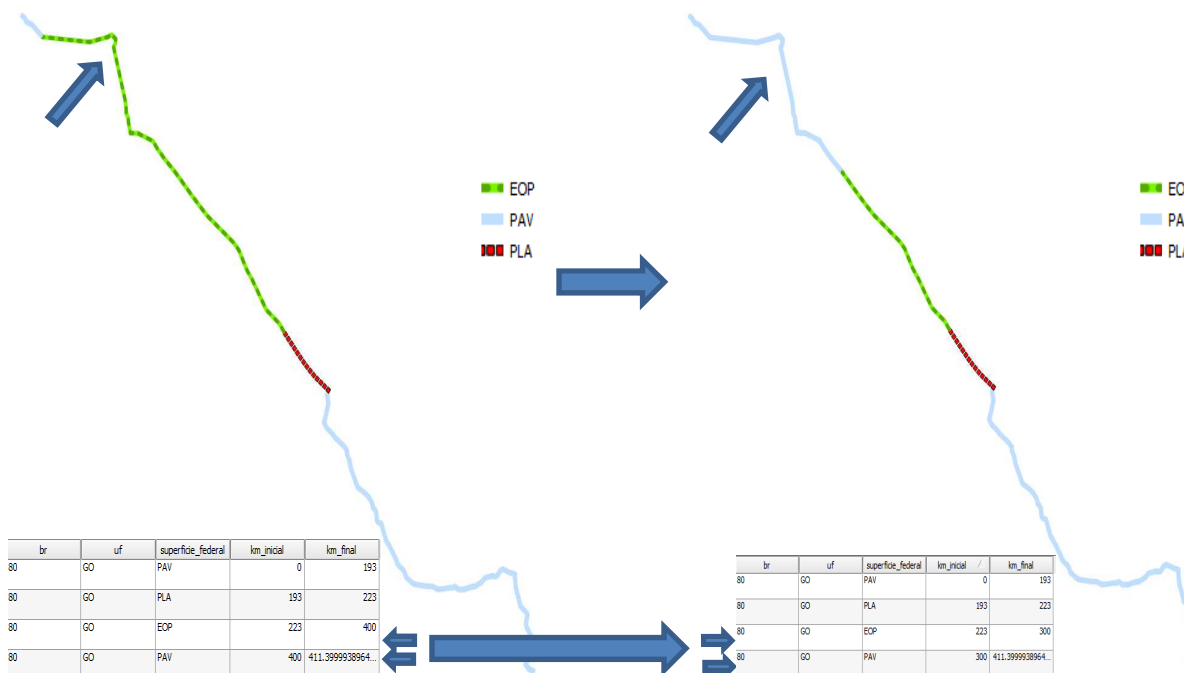 EOP
PAV
PLA
EO
PA
PL
br uf superficie_federal km_inicial km_final
80 GO PAV 0 193
80 GO PLA 193 223
80 GO EOP 223 400
80 GO PAV 400 411.3999938964...
br uf superficie_federal km_inicial / km_final
80 GO PAV 0 193
80 GO PLA 193 223
80 GO EOP 223 300
80 GO PAV 300 411.3999938964...